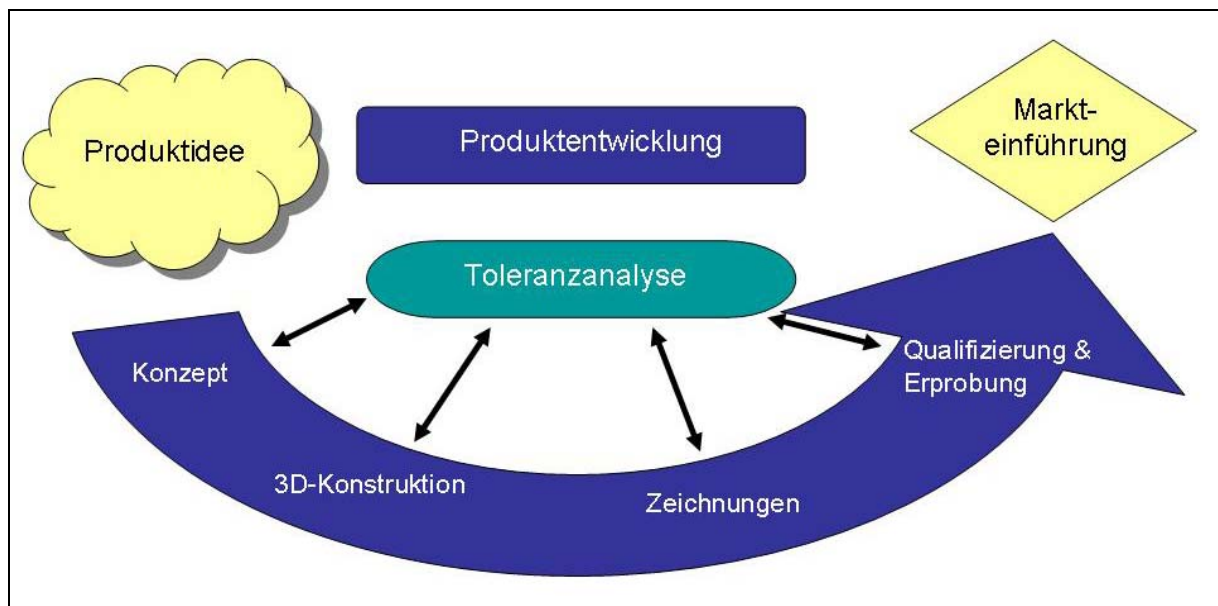 Produktidee
Produktentwicklung
Markt-
einführung
Toleranzanalyse
Konzept
3D-Konstruktion
Zeichnungen
Qualifizierung &
Erprobung